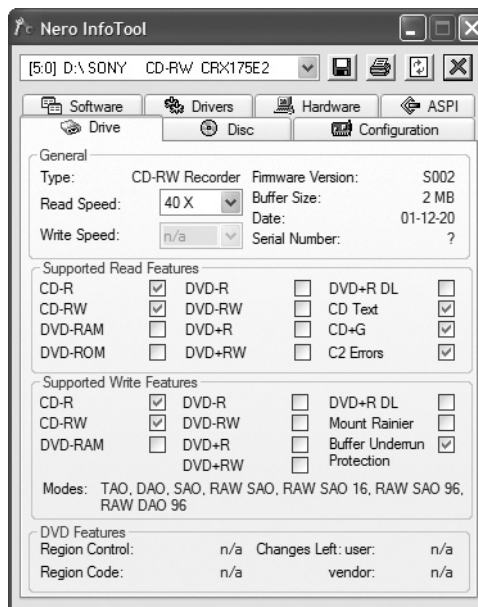 Nero InfoTool
[5:0] D:\ SONY CD-RW CRX175E2
Software Drivers Hardware ASPI
Drive Disc Configuration
General
Type: CD-RW Recorder Firmware Version: S002
Read Speed: 40 X Buffer Size: 2 MB
Date: 01-12-20
Write Speed: n/a Serial Number: ?
Supported Read Features
CD-R DVD-R DVD+R DL
CD-RW DVD-RW CD Text
DVD-RAM DVD+R CD+G
DVD-ROM DVD+RW C2 Errors
Supported Write Features
CD-R DVD-R DVD+R DL
CD-RW DVD-RW Mount Rainier
DVD-RAM DVD+R Buffer Underrun
DVD+RW Protection
Modes: TAO, DAO, SAO, RAW SAO, RAW SAO 16, RAW SAO 96,
RAW DAO 96
DVD Features
Region Control: n/a Changes Left: user: n/a
Region Code: n/a vendor: n/a